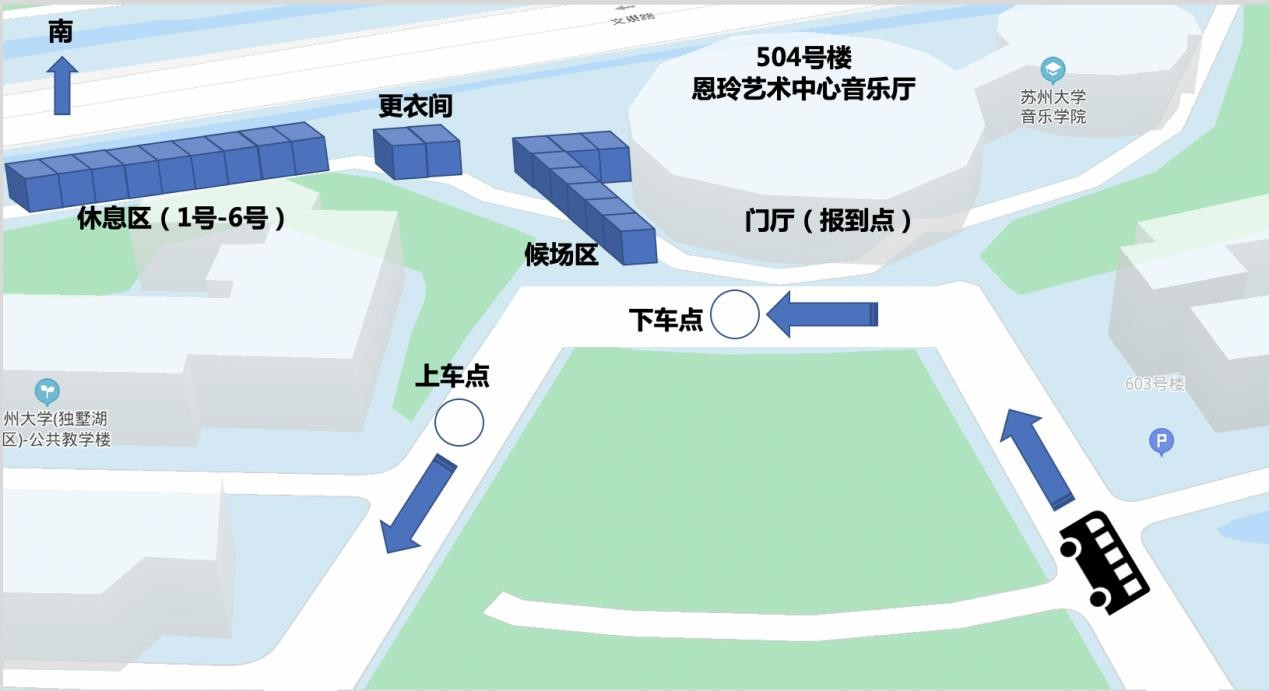 南
文景路
504号楼
恩玲艺术中心音乐厅
苏州大学
音乐学院
更衣间
休息区（1号-6号）
门厅（报到点）
候场区
下车点
上车点
603号楼
州大学(独墅湖
区)-公共教学楼
P